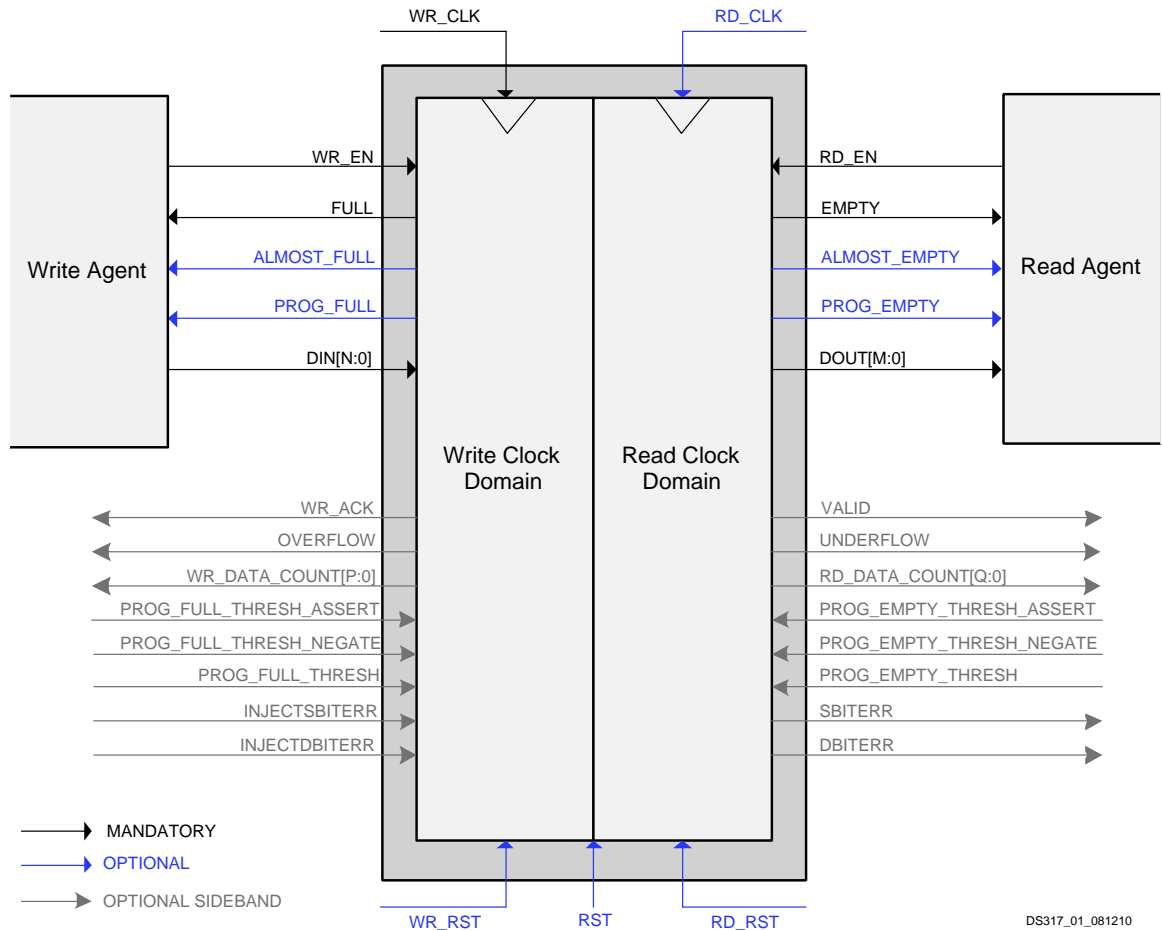 WR_CLK
RD_CLK
WR_EN
RD_EN
FULL
EMPTY
Write Agent
ALMOST_FULL
ALMOST_EMPTY
Read Agent
PROG_FULL
PROG_EMPTY
DIN[N:0]
DOUT[M:0]
Write Clock
Domain
Read Clock
Domain
WR_ACK
VALID
OVERFLOW
UNDERFLOW
WR_DATA_COUNT[P:0]
RD_DATA_COUNT[Q:0]
PROG_FULL_THRESH_ASSERT
PROG_EMPTY_THRESH_ASSERT
PROG_FULL_THRESH_NEGATE
PROG_EMPTY_THRESH_NEGATE
PROG_FULL_THRESH
PROG_EMPTY_THRESH
INJECTSBITERR
SBITERR
INJECTDBITERR
DBITERR
MANDATORY
OPTIONAL
OPTIONAL SIDEBAND
WR_RST
RST
RD_RST
DS317_01_081210